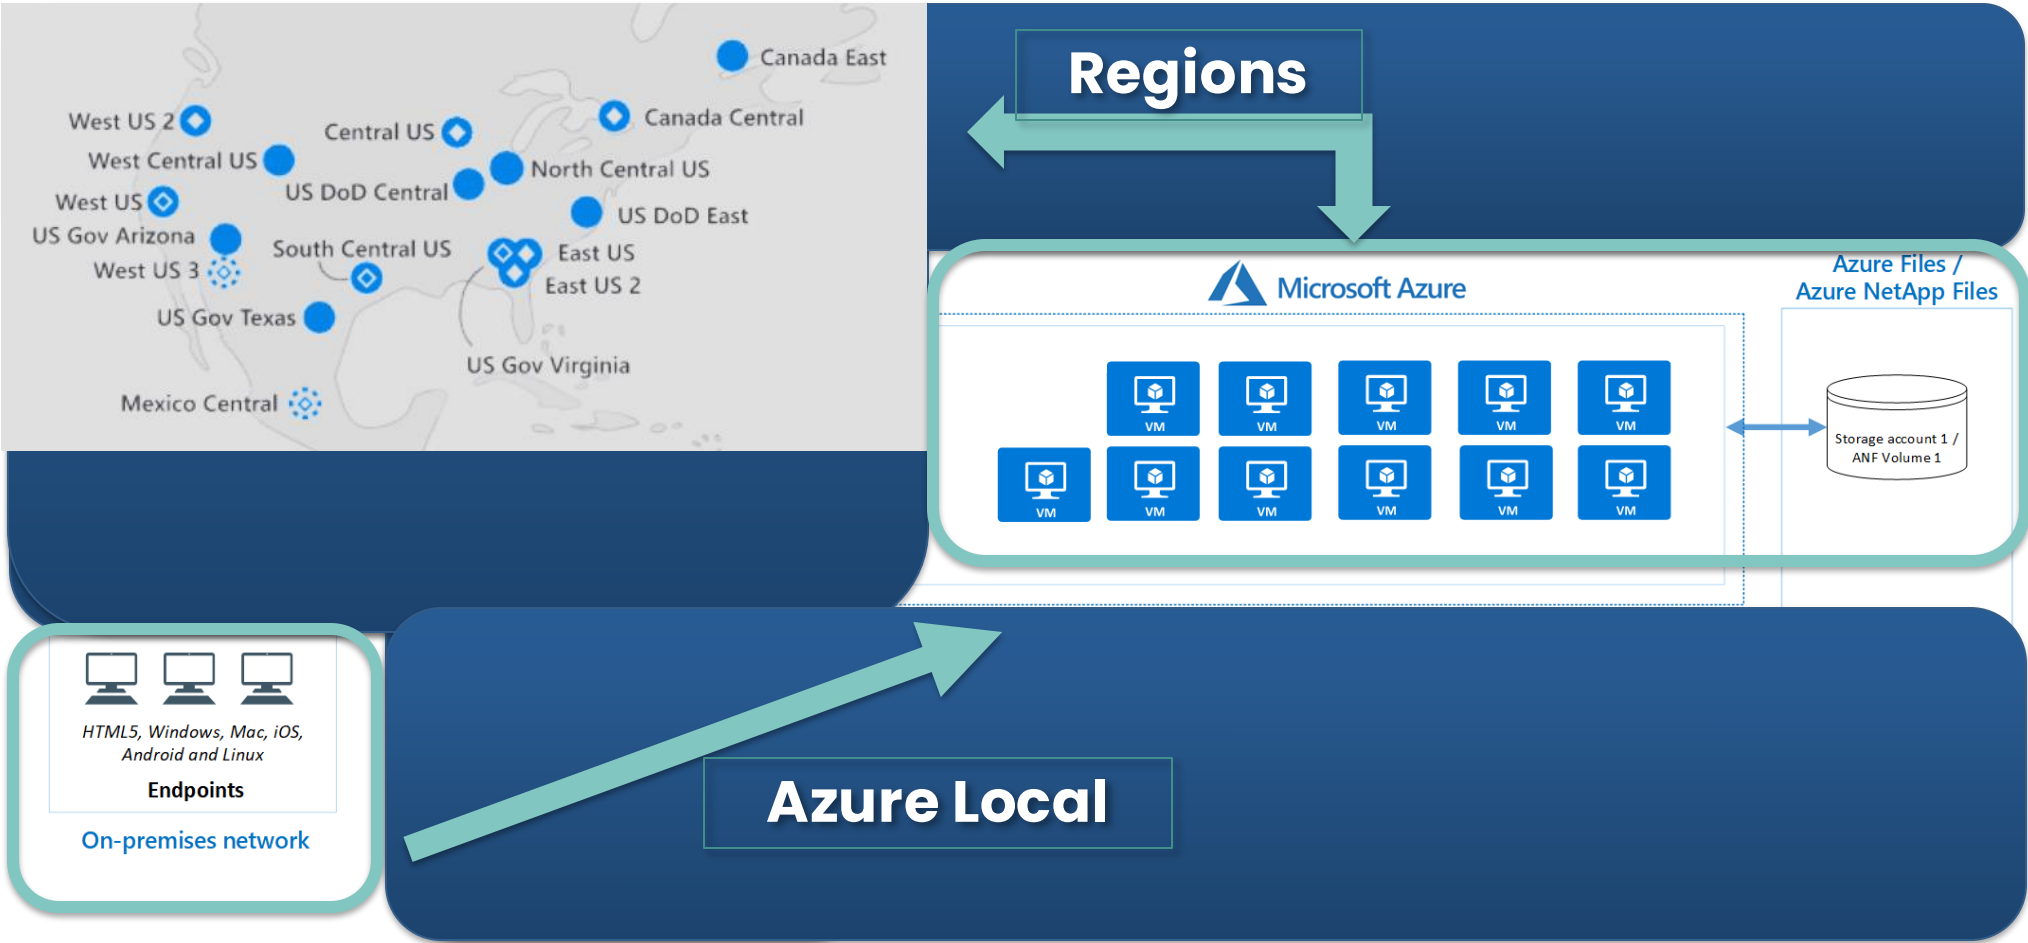 Canada East
West US 2
Central US
Canada Central
West Central US
North Central US
US DoD Central
West US
US DoD East
US Gov Arizona
South Central US
East US
West US 3
East US 2
US Gov Texas
US Gov Virginia
Mexico Central
Regions
Microsoft Azure
Azure Files /
Azure NetApp Files
VM
VM
VM
VM
VM
Storage account 1 /
ANF Volume 1
VM
VM
VM
VM
VM
VM
HTML5, Windows, Mac, iOS,
Android and Linux
Endpoints
On-premises network
Azure Local